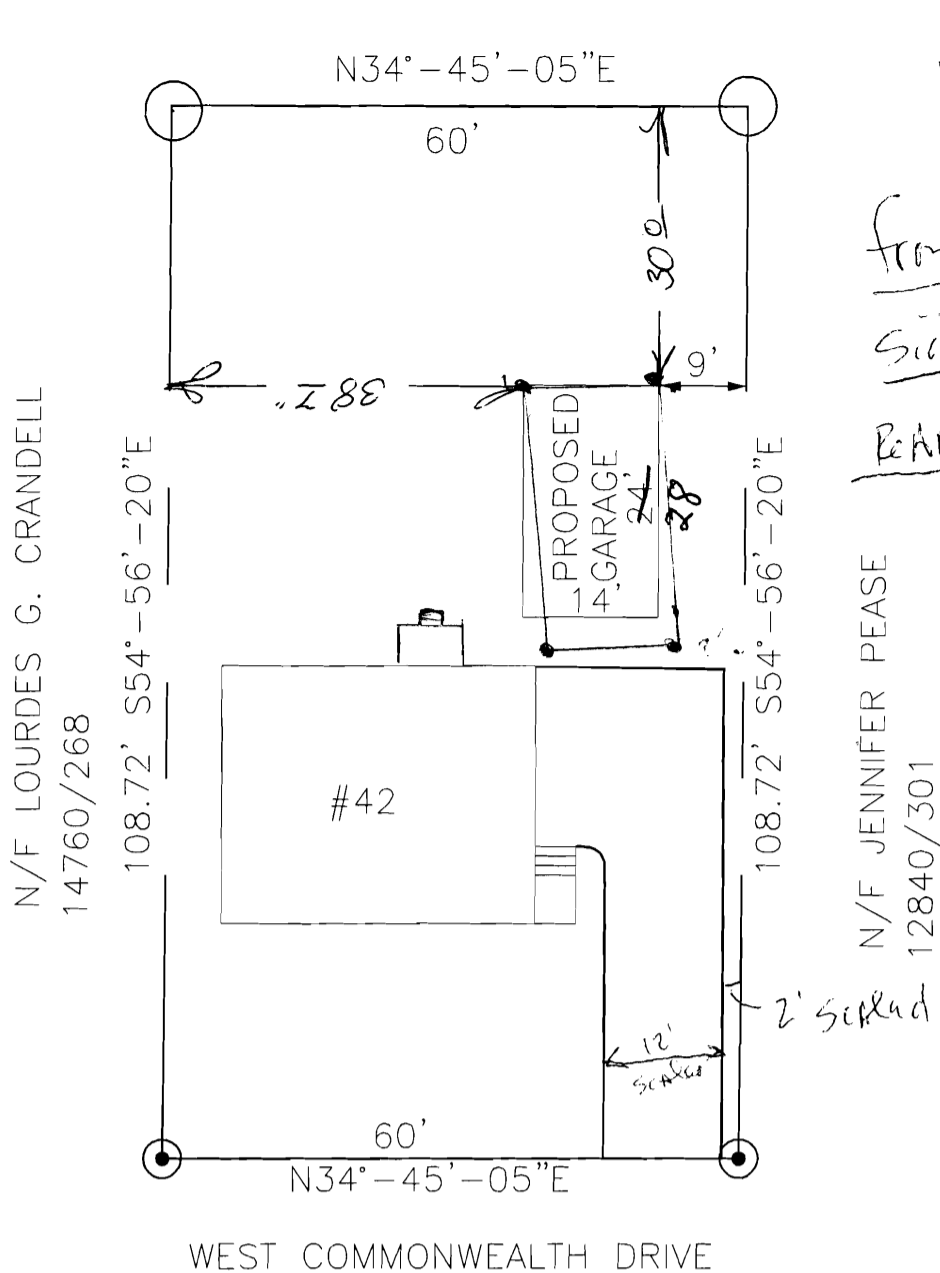 N34°-45'-05"E
60'
30º
9'
38.7'
PROPOSED
GARAGE
24'
28
14'
N/F LOURDES G. CRANDELL
14760/268
108.72' S54°-56'-20"E
108.72' S54°-56'-20"E
N/F JENNIFER PEASE
12840/301
#42
2' scaled
12'
scaled
60'
N34°-45'-05"E
WEST COMMONWEALTH DRIVE